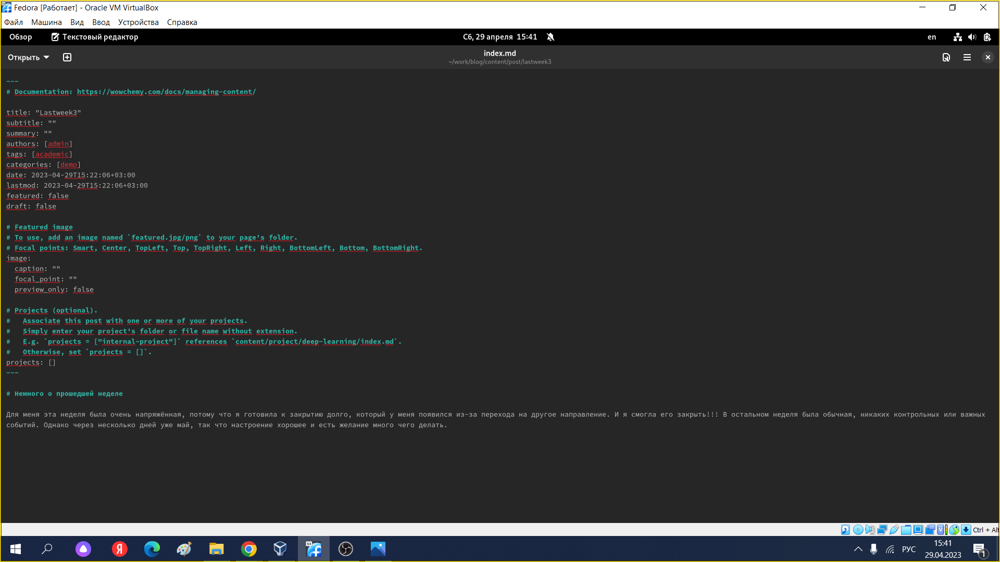 Fedora [Работает] - Oracle VM VirtualBox
Файл Машина Вид Ввод Устройства Справка
Обзор Текстовый редактор Сб, 29 апреля 15:41 en
Открыть index.md
~/work/blog/content/post/lastweek3
---
# Documentation: https://wowchemy.com/docs/managing-content/
title: "Lastweek3"
subtitle: ""
summary: ""
authors: [admin]
tags: [academic]
categories: [demo]
date: 2023-04-29T15:22:06+03:00
lastmod: 2023-04-29T15:22:06+03:00
featured: false
draft: false
# Featured image
# To use, add an image named `featured.jpg/png` to your page's folder.
# Focal points: Smart, Center, TopLeft, Top, TopRight, Left, Right, BottomLeft, Bottom, BottomRight.
image:
  caption: ""
  focal_point: ""
  preview_only: false
# Projects (optional).
#   Associate this post with one or more of your projects.
#   Simply enter your project's folder or file name without extension.
#   E.g. `projects = ["internal-project"]` references `content/project/deep-learning/index.md`.
#   Otherwise, set `projects = []`.
projects: []
---
# Немного о прошедшей неделе
Для меня эта неделя была очень напряжённая, потому что я готовила к закрытию долго, который у меня появился из-за перехода на другое направление. И я смогла его закрыть!!! В остальном неделя была обычная, никаких контрольных или важных
событий. Однако через несколько дней уже май, так что настроение хорошее и есть желание много чего делать.
Ctrl + Alt
Я 64 РУС 15:41
29.04.2023 1